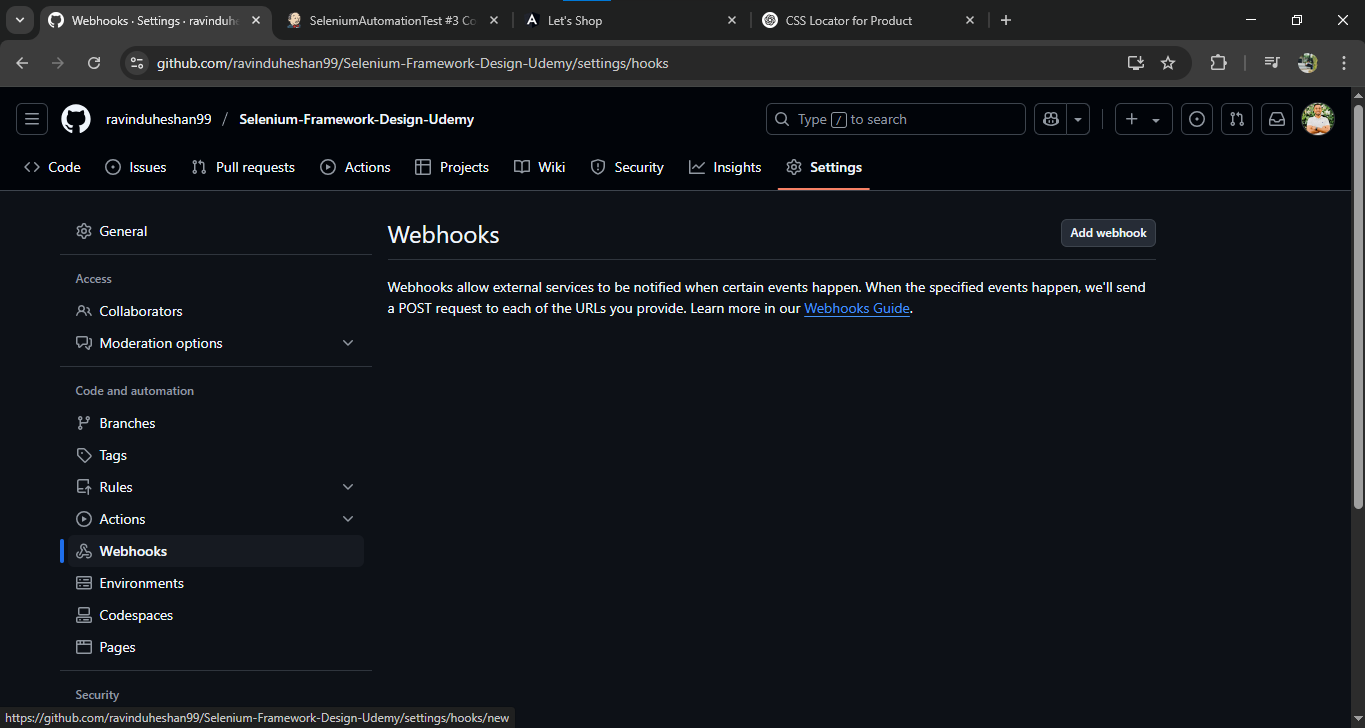 Webhooks · Settings · ravinduhe
SeleniumAutomationTest #3 Co
Let's Shop
CSS Locator for Product
github.com/ravinduheshan99/Selenium-Framework-Design-Udemy/settings/hooks
ravinduheshan99 / Selenium-Framework-Design-Udemy
Type / to search
Code
Issues
Pull requests
Actions
Projects
Wiki
Security
Insights
Settings
General
Access
Collaborators
Moderation options
Code and automation
Branches
Tags
Rules
Actions
Webhooks
Environments
Codespaces
Pages
Security
Webhooks
Add webhook
Webhooks allow external services to be notified when certain events happen. When the specified events happen, we'll send
a POST request to each of the URLs you provide. Learn more in our Webhooks Guide.
https://github.com/ravinduheshan99/Selenium-Framework-Design-Udemy/settings/hooks/new